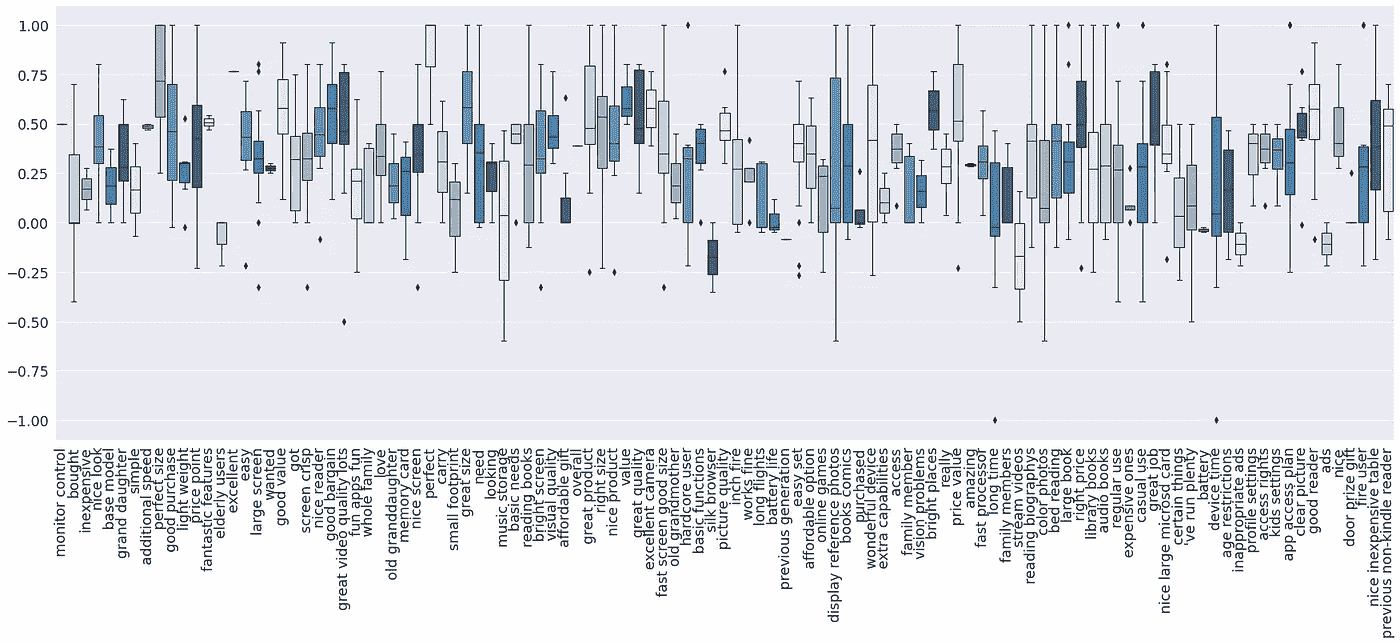 1.00
0.75
0.50
0.25
0.00
−0.25
−0.50
−0.75
−1.00
monitor control
bought
inexpensive
nice look
base model
grand daughter
simple
additional speed
perfect size
good purchase
light weight
price point
fantastic features
elderly users
excellent
easy
large screen
wanted
good value
got
screen crisp
nice reader
good bargain
great video quality lots
fun apps fun
whole family
love
old granddaughter
memory card
nice screen
perfect
carry
small footprint
great size
need
looking
music storage
basic needs
reading books
bright screen
visual quality
affordable gift
overall
great product
right size
nice product
value
great quality
excellent camera
fast screen good size
old grandmother
hardcore user
basic functions
silk browser
picture quality
inch fire
works fine
long flights
battery life
previous generation
ense set
affordable option
online games
display reference photos
books comics
purchased
wonderful device
extra capabilities
access
family member
vision problems
bright places
really
price value
amazing
fast processor
long timers
family members
stream videos
reading biographys
color photos
bed reading
large book
right price
library books
audio books
regular use
expensive ones
casual use
great job
nice large microsd card
certain things
've run plenty
battery
device time
age restrictions
inappropriate ads
profile settings
access rights
kids settings
app access plus
clear picture
good reader
ads
nice
door prize gift
fire user
nice inexpensive table
previous non-kindle reader